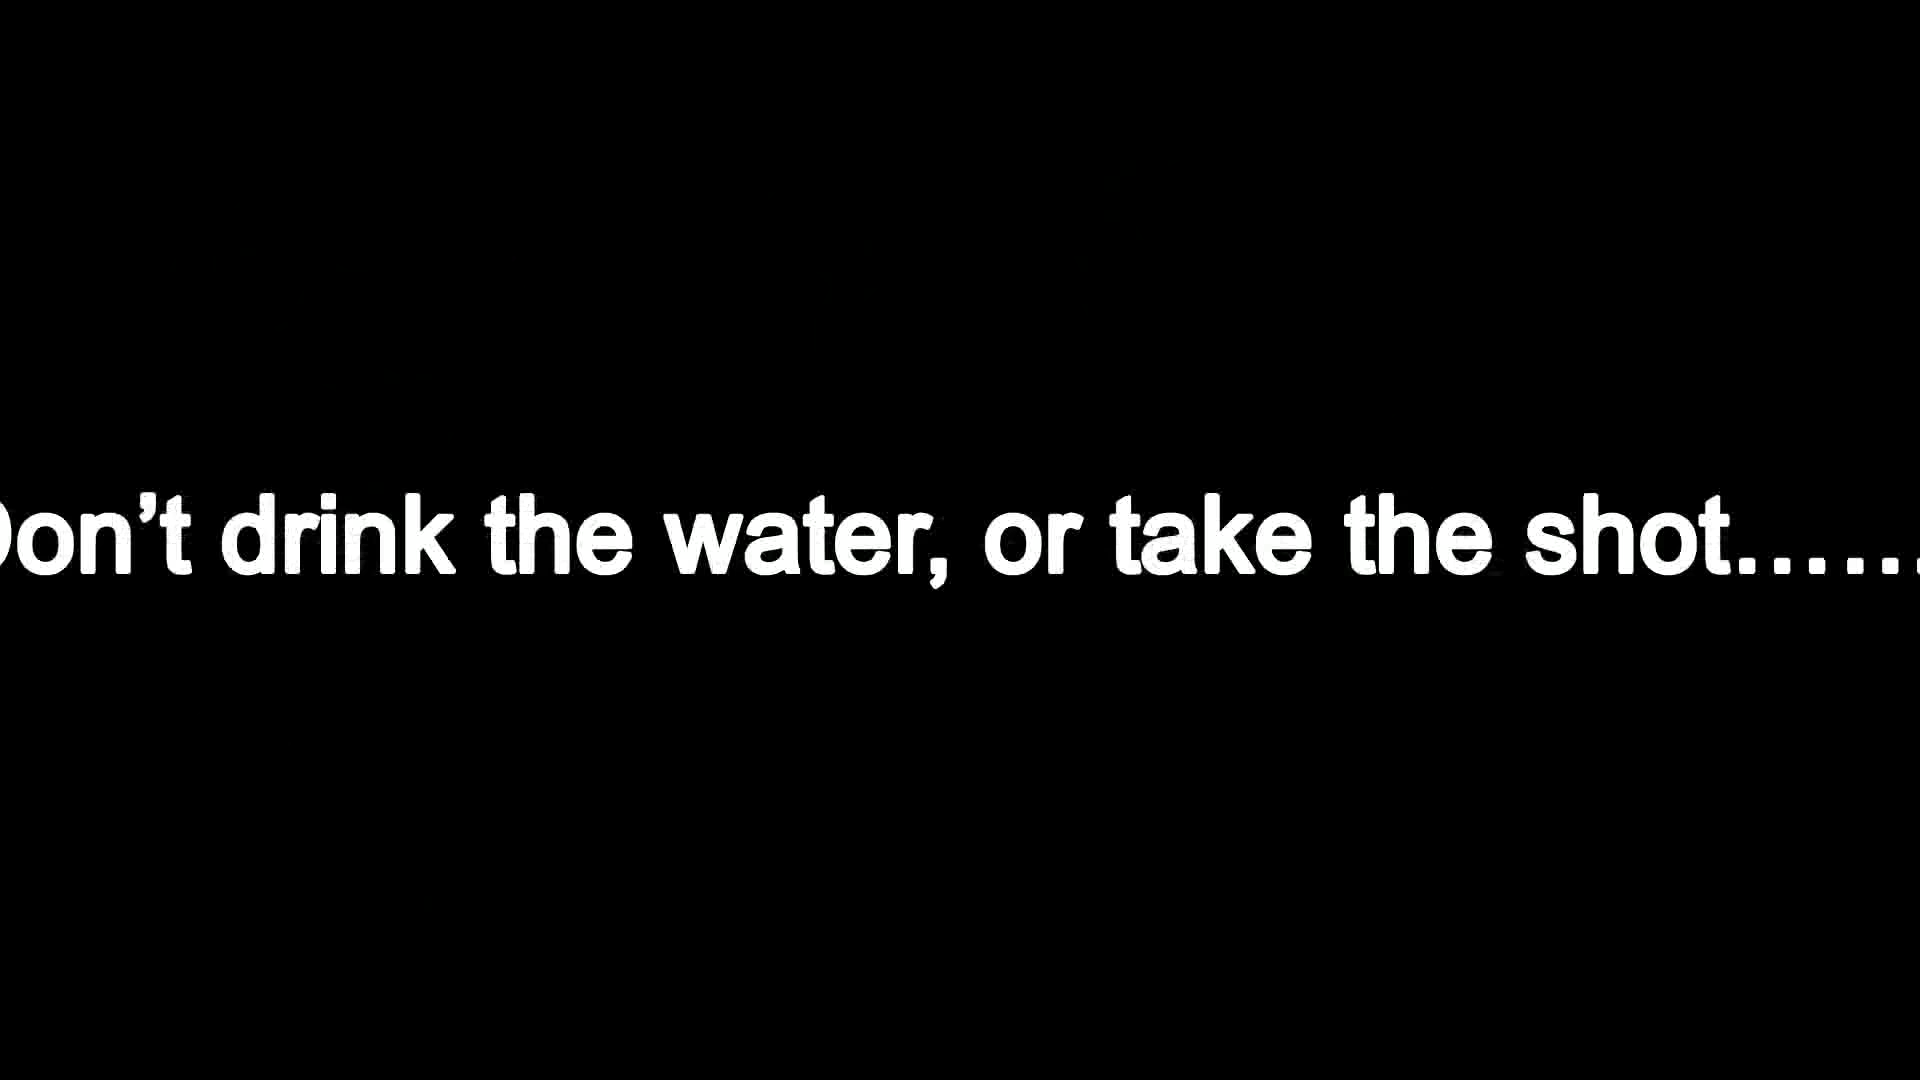 Don’t drink the water, or take the shot......